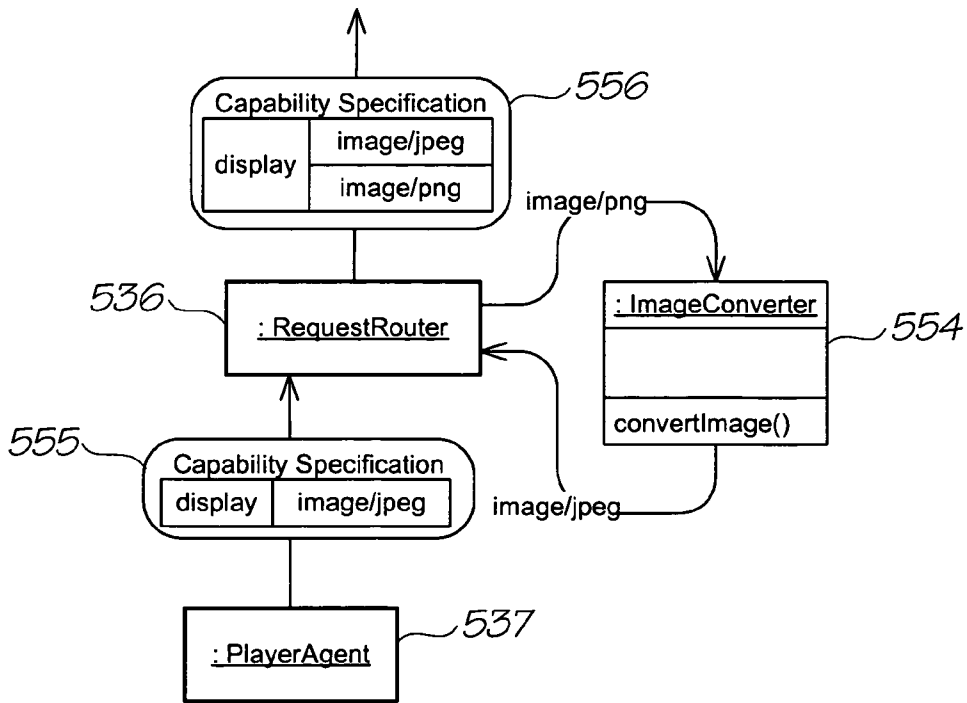 Capability Specification
556
display
image/jpeg
image/png
image/png
536
: RequestRouter
: ImageConverter
554
convertImage()
555
Capability Specification
display
image/jpeg
image/jpeg
537
: PlayerAgent